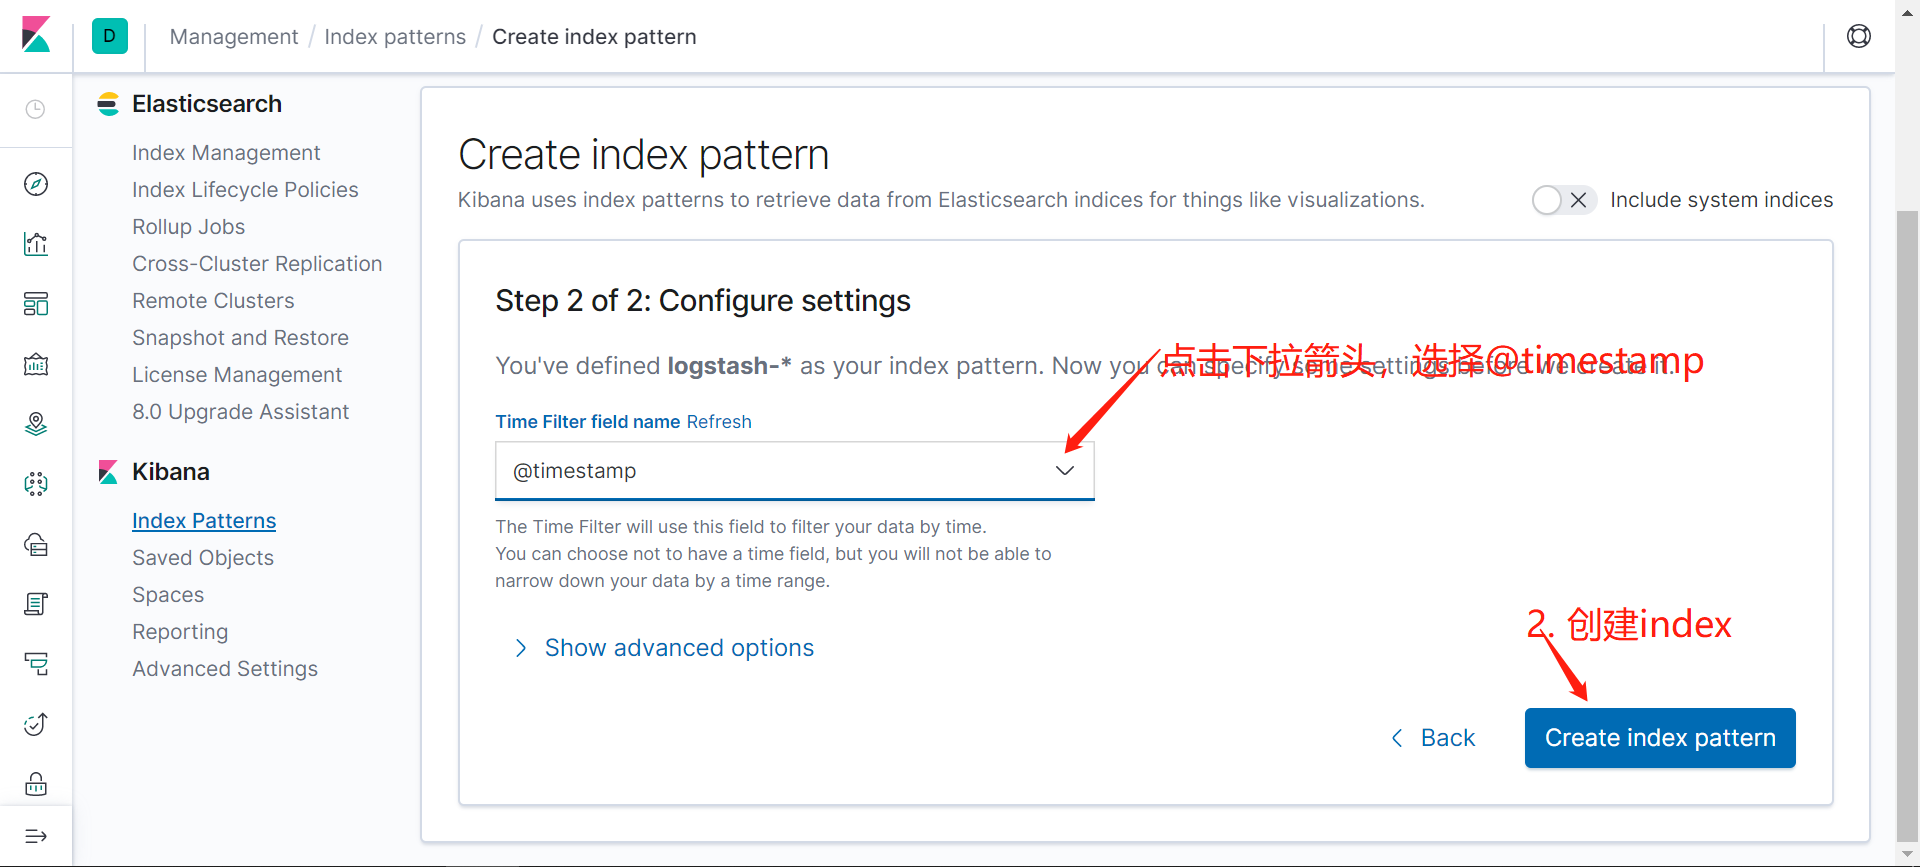 D Management / Index patterns / Create index pattern
Elasticsearch
Index Management
Index Lifecycle Policies
Rollup Jobs
Cross-Cluster Replication
Remote Clusters
Snapshot and Restore
License Management
8.0 Upgrade Assistant
Kibana
Index Patterns
Saved Objects
Spaces
Reporting
Advanced Settings
Create index pattern
Kibana uses index patterns to retrieve data from Elasticsearch indices for things like visualizations.
Include system indices
Step 2 of 2: Configure settings
点击下拉箭头，选择@timestamp
You've defined logstash-* as your index pattern. Now you can specify some settings before we create it.
Time Filter field name Refresh
@timestamp
The Time Filter will use this field to filter your data by time.
You can choose not to have a time field, but you will not be able to
narrow down your data by a time range.
Show advanced options
2. 创建index
Back
Create index pattern